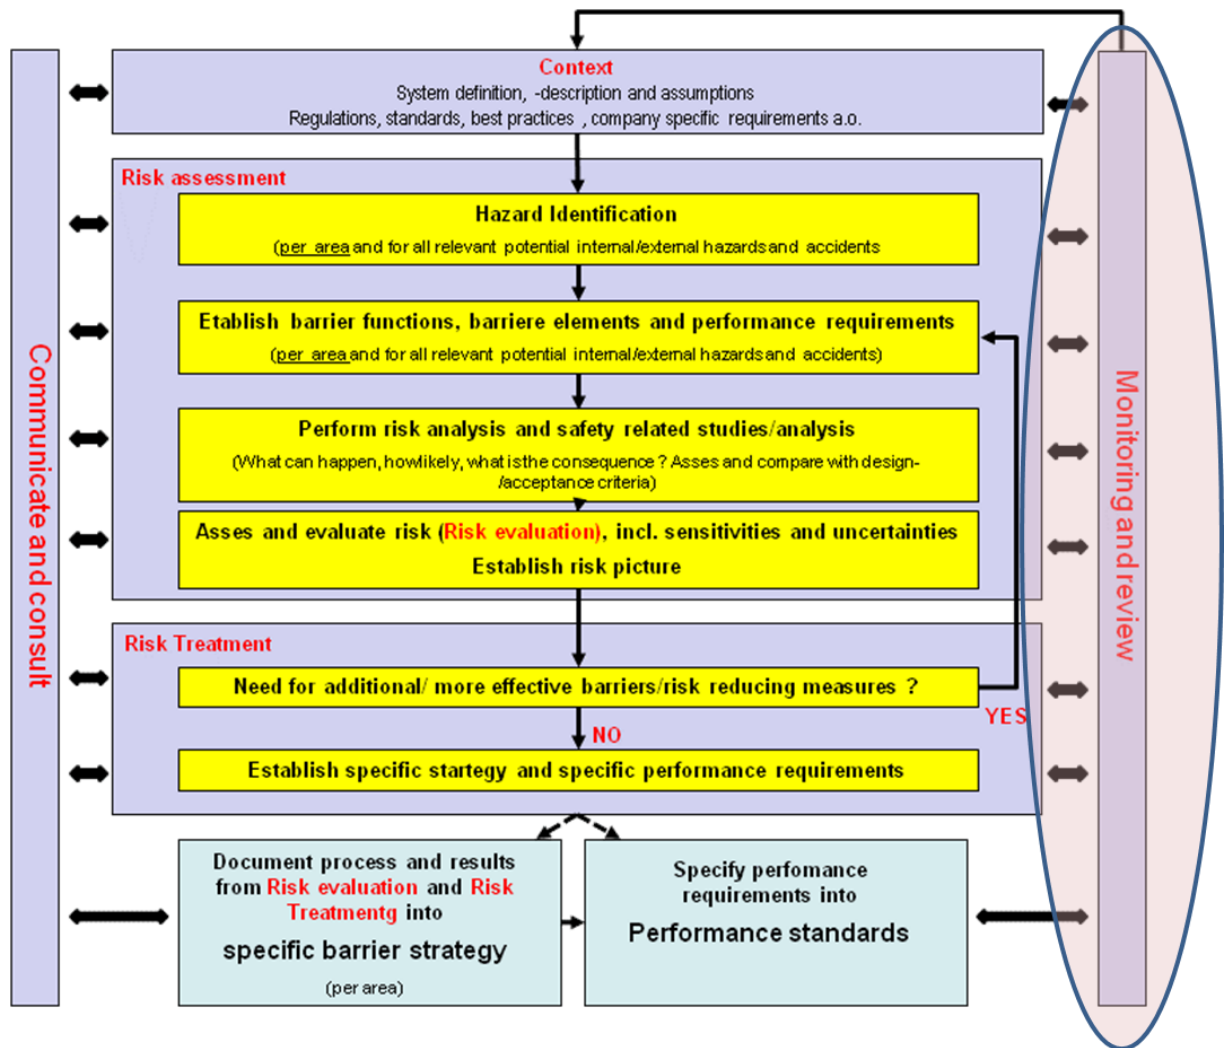 Context
System definition, -description and assumptions
Regulations, standards, best practices , company specific requirements a.o.
Risk assessment
Hazard Identification
(per area and for all relevant potential internal/external hazards and accidents
Etablish barrier functions, barriere elements and performance requirements
(per area and for all relevant potential internal/external hazards and accidents)
Perform risk analysis and safety related studies/analysis
(What can happen, howlikely, what is the consequence ? Asses and compare with design-
/acceptance criteria)
Asses and evaluate risk (Risk evaluation), incl. sensitivities and uncertainties
Establish risk picture
Risk Treatment
Need for additional/ more effective barriers/risk reducing measures ?
YES
NO
Establish specific startegy and specific performance requirements
Document process and results
from Risk evaluation and Risk
Treatmentg into
specific barrier strategy
(per area)
Specify perfomance
requirements into
Performance standards
Communicate and consult
Monitoring and review